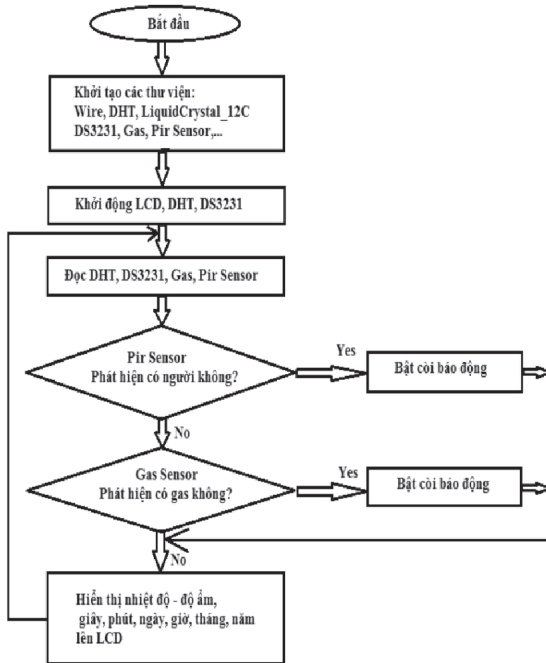 Bắt đầu
Khởi tạo các thư viện:
Wire, DHT, LiquidCrystal_12C
DS3231, Gas, Pir Sensor,...
Khởi động LCD, DHT, DS3231
Đọc DHT, DS3231, Gas, Pir Sensor
Pir Sensor
Phát hiện có người không?
Yes
Bật còi báo động
No
Gas Sensor
Phát hiện có gas không?
Yes
Bật còi báo động
No
Hiển thị nhiệt độ - độ ẩm,
giây, phút, ngày, giờ, tháng, năm
lên LCD